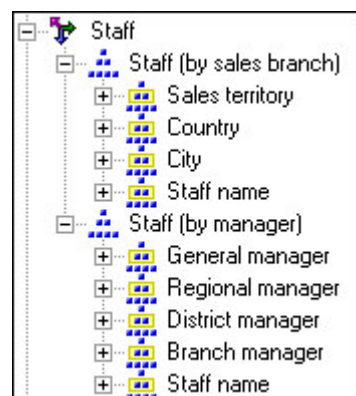 Staff
Staff (by sales branch)
Sales territory
Country
City
Staff name
Staff (by manager)
General manager
Regional manager
District manager
Branch manager
Staff name